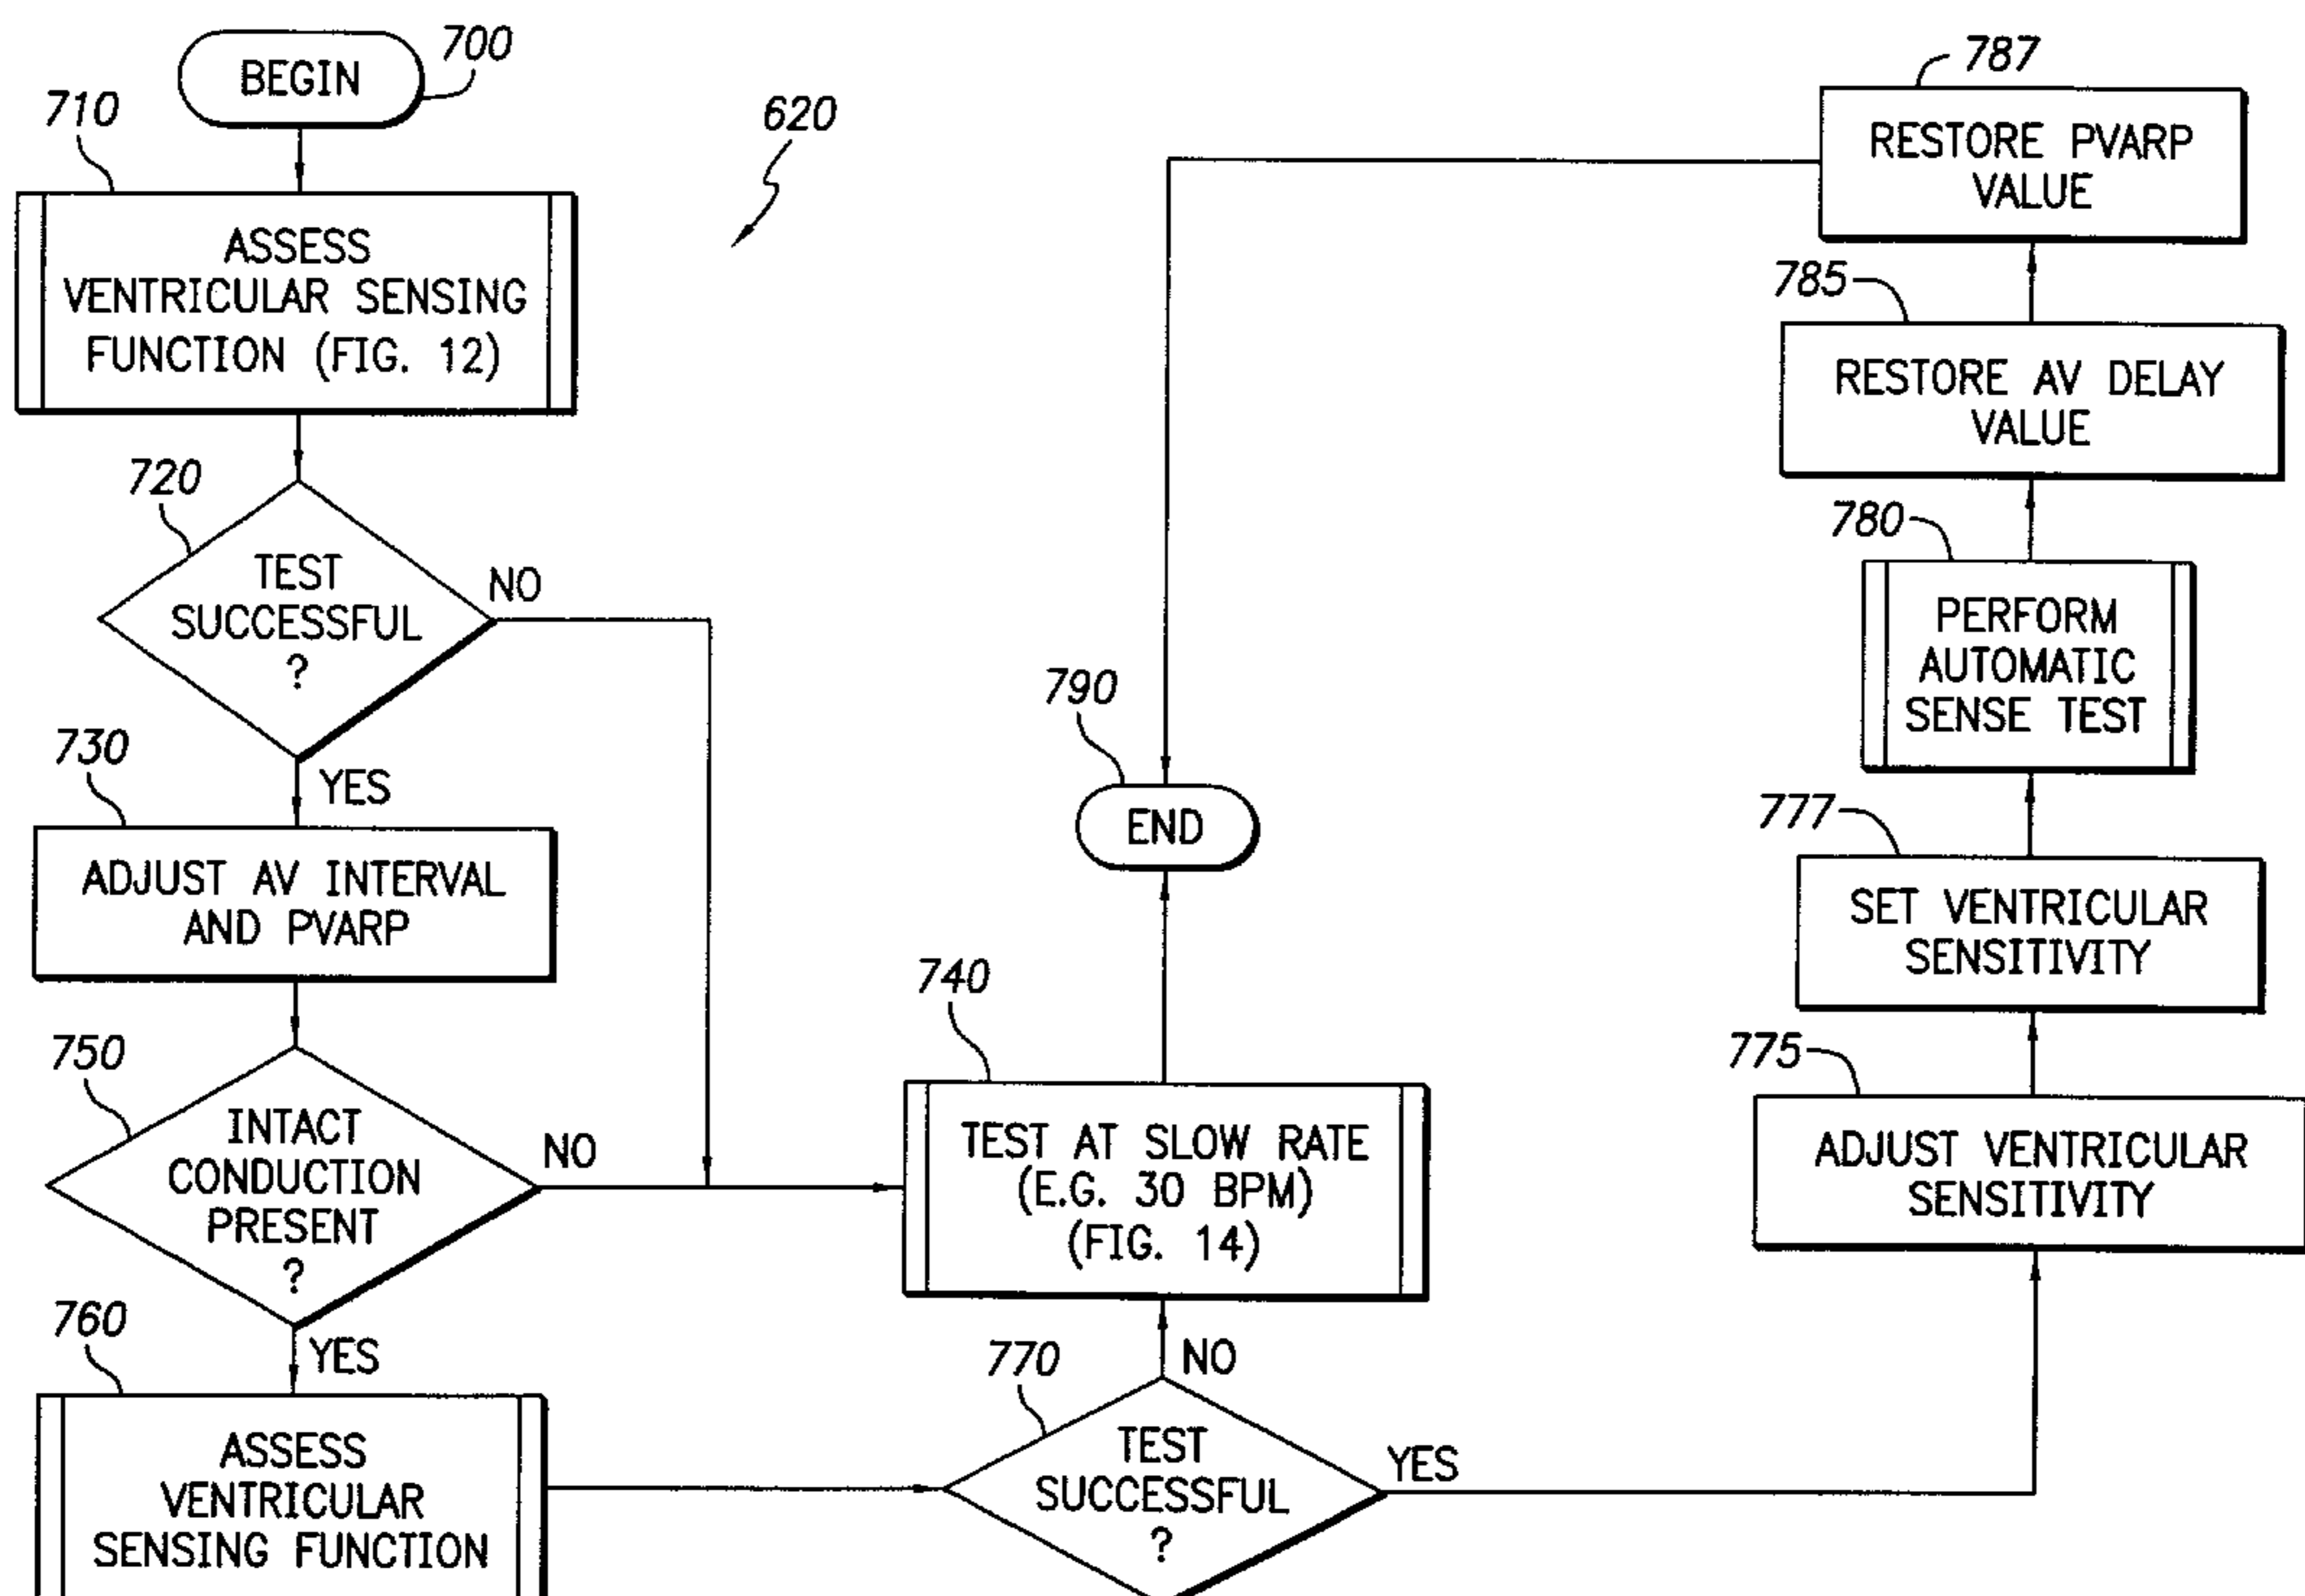 700
BEGIN
710
620
ASSESS
VENTRICULAR SENSING
FUNCTION (FIG. 12)
720
TEST
SUCCESSFUL
?
NO
YES
730
ADJUST AV INTERVAL
AND PVARP
750
INTACT
CONDUCTION
PRESENT
?
NO
YES
760
ASSESS
VENTRICULAR
SENSING FUNCTION
770
TEST
SUCCESSFUL
?
NO
YES
740
TEST AT SLOW RATE
(E.G. 30 BPM)
(FIG. 14)
790
END
775
ADJUST VENTRICULAR
SENSITIVITY
777
SET VENTRICULAR
SENSITIVITY
780
PERFORM
AUTOMATIC
SENSE TEST
785
RESTORE AV DELAY
VALUE
787
RESTORE PVARP
VALUE